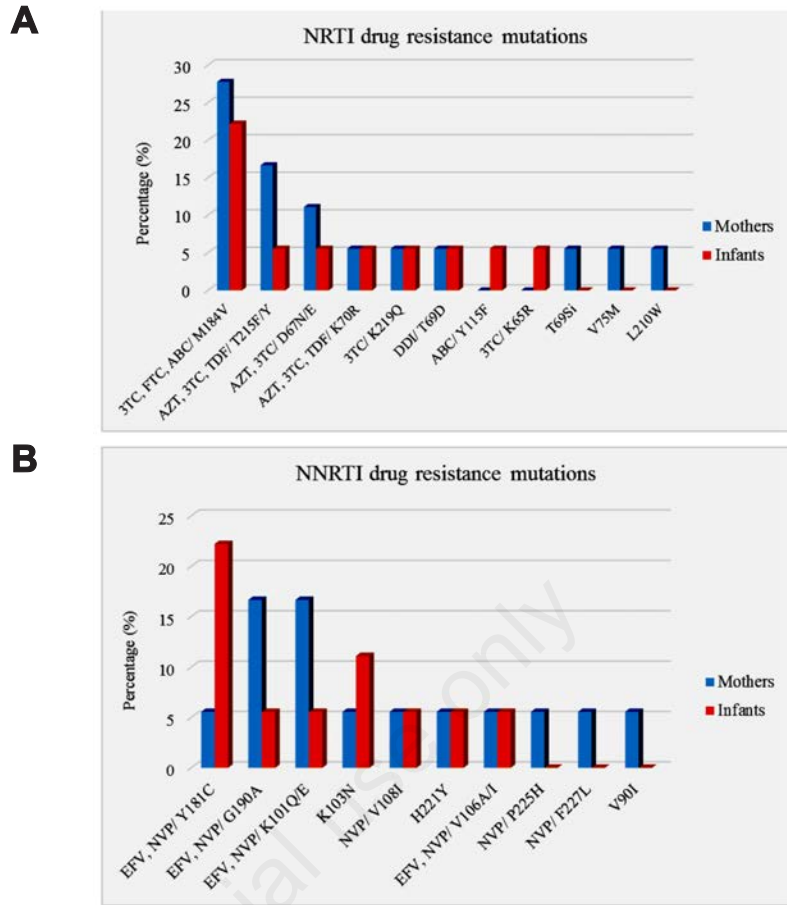 A
NRTI drug resistance mutations
Percentage (%)
30
25
20
15
10
5
0
3TC, FTC, ABC/ M184V
AZT, 3TC, TDF/ T215F/Y
AZT, 3TC/ D67N/E
AZT, 3TC, TDF/ K70R
3TC/ K219Q
DDI/ T69D
ABC/ Y115F
3TC/ K65R
T69Si
V75M
L210W
Mothers
Infants
B
NNRTI drug resistance mutations
Percentage (%)
25
20
15
10
5
0
EFV, NVP/ Y181C
EFV, NVP/ G190A
EFV, NVP/ K101Q/E
K103N
NVP/ V108I
H221Y
EFV, NVP/ V106A/I
NVP/ P225H
NVP/ F227L
V90I
Mothers
Infants
use only